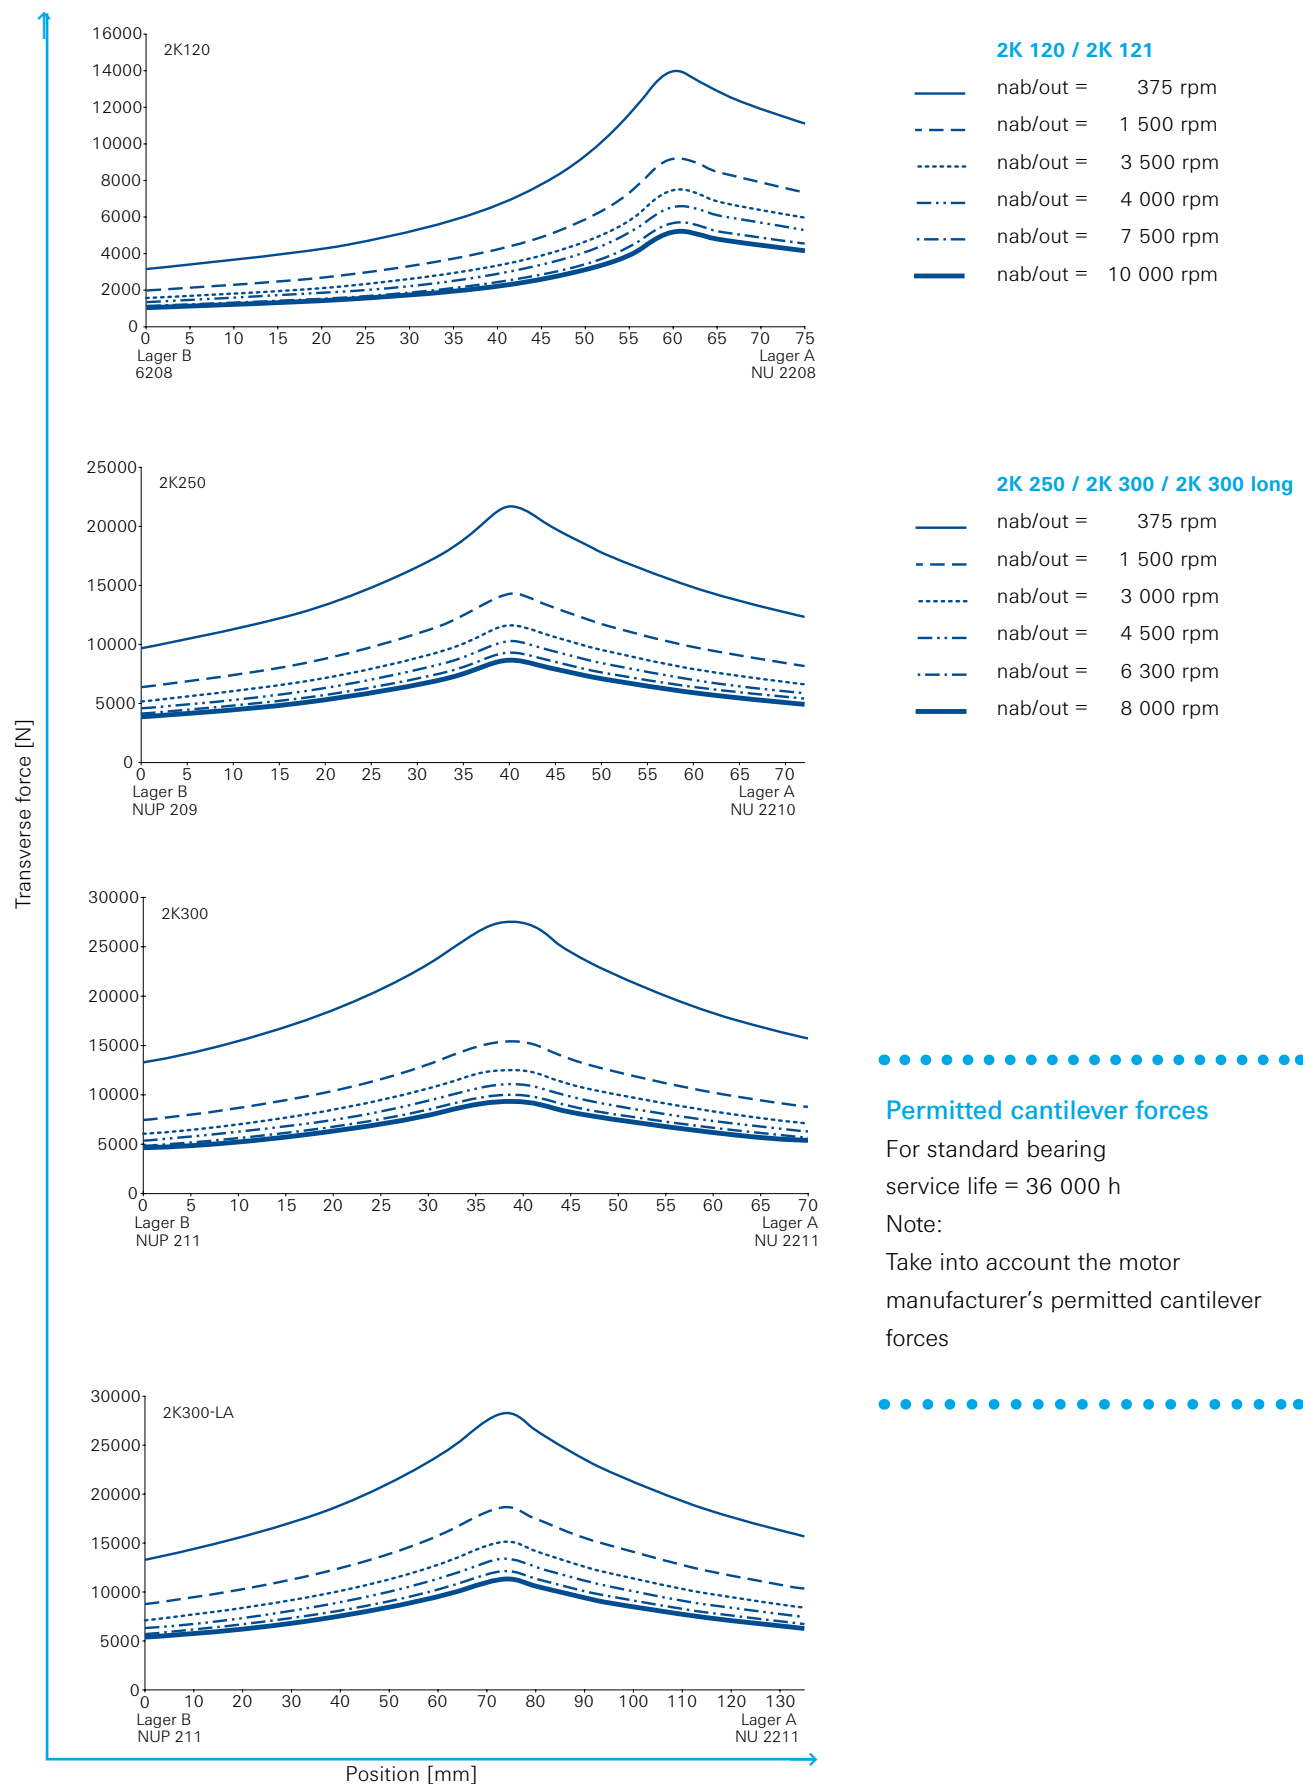 Transverse force [N]
16000
14000
12000
10000
8000
6000
4000
2000
0
2K120
0 5 10 15 20 25 30 35 40 45 50 55 60 65 70 75
Lager B Lager A
6208 NU 2208
2K 120 / 2K 121
nab/out = 375 rpm
nab/out = 1 500 rpm
nab/out = 3 500 rpm
nab/out = 4 000 rpm
nab/out = 7 500 rpm
nab/out = 10 000 rpm
25000
20000
15000
10000
5000
0
2K250
0 5 10 15 20 25 30 35 40 45 50 55 60 65 70
Lager B Lager A
NUP 209 NU 2210
2K 250 / 2K 300 / 2K 300 long
nab/out = 375 rpm
nab/out = 1 500 rpm
nab/out = 3 000 rpm
nab/out = 4 500 rpm
nab/out = 6 300 rpm
nab/out = 8 000 rpm
30000
25000
20000
15000
10000
5000
0
2K300
0 5 10 15 20 25 30 35 40 45 50 55 60 65 70
Lager B Lager A
NUP 211 NU 2211
Permitted cantilever forces
For standard bearing
service life = 36 000 h
Note:
Take into account the motor
manufacturer’s permitted cantilever
forces
30000
25000
20000
15000
10000
5000
0
2K300-LA
0 10 20 30 40 50 60 70 80 90 100 110 120 130
Lager B Lager A
NUP 211 NU 2211
Position [mm]